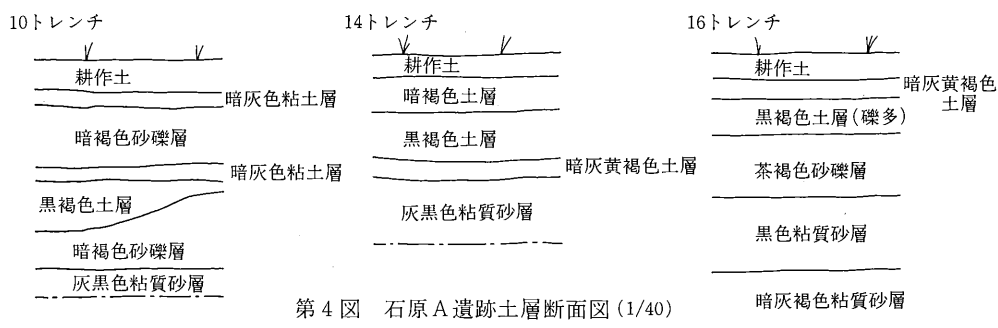 10トレンチ
耕作土
暗灰色粘土層
暗褐色砂礫層
暗灰色粘土層
黒褐色土層
暗褐色砂礫層
灰黒色粘質砂層
14トレンチ
耕作土
暗褐色土層
黒褐色土層
暗灰黄褐色土層
灰黒色粘質砂層
16トレンチ
耕作土
暗灰黄褐色
土層
黒褐色土層(礫多)
茶褐色砂礫層
黒色粘質砂層
暗灰褐色粘質砂層
第4図 石原A遺跡土層断面図(1/40)